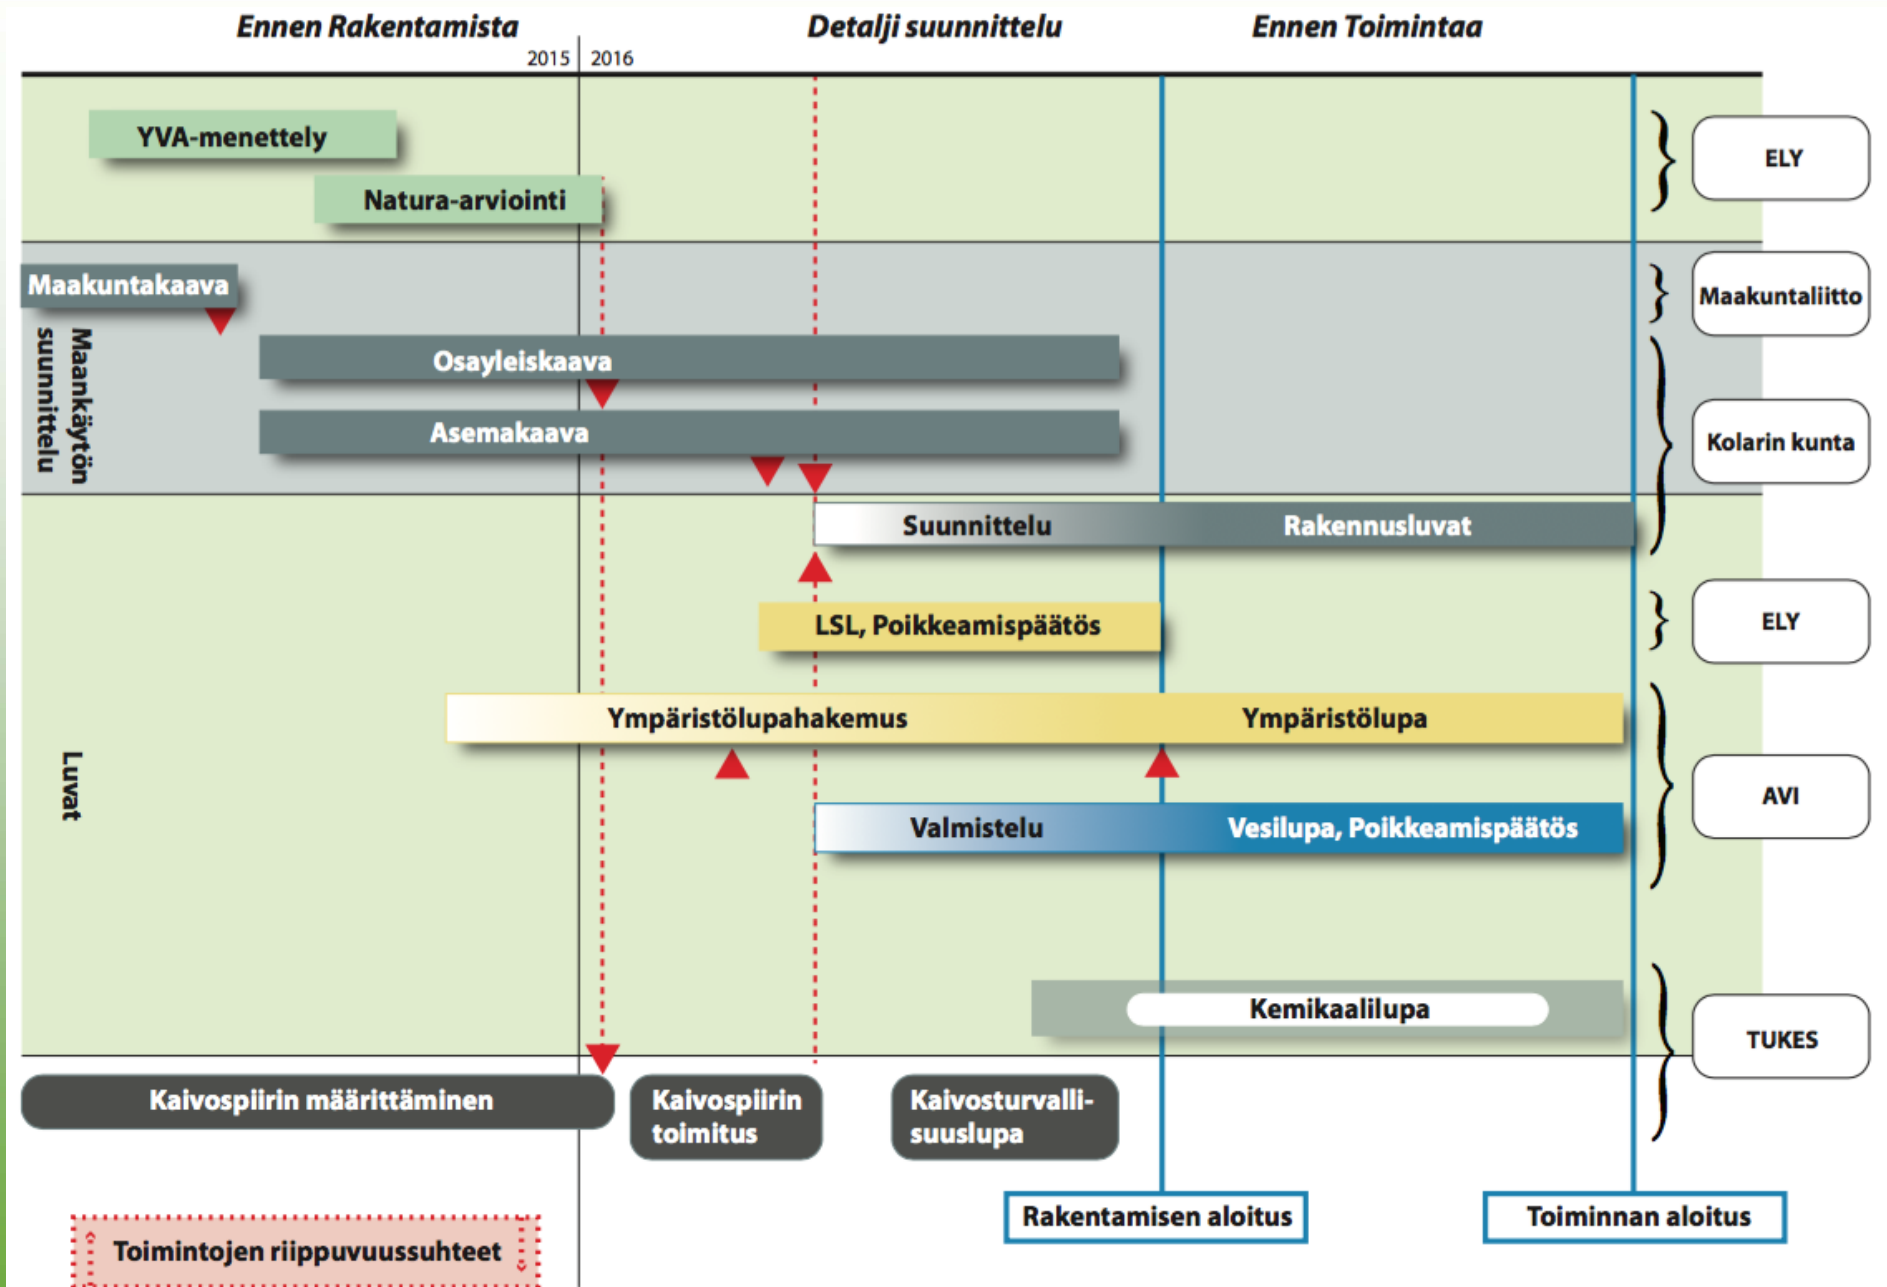 Ennen Rakentamista
Detalji suunnittelu
Ennen Toimintaa
2015
2016
YVA-menettely
ELY
Natura-arviointi
Maakuntakaava
Maakuntaliitto
Maankäytön
suunnittelu
Osayleiskaava
Asemakaava
Kolarin kunta
Suunnittelu
Rakennusluvat
LSL, Poikkeamispäätös
ELY
Luvat
Ympäristölupahakemus
Ympäristölupa
AVI
Valmistelu
Vesilupa, Poikkeamispäätös
Kemikaalilupa
TUKES
Kaivospiirin määrittäminen
Kaivospiirin
toimitus
Kaivosturvalli-
suuslupa
Rakentamisen aloitus
Toiminnan aloitus
Toimintojen riippuvuussuhteet